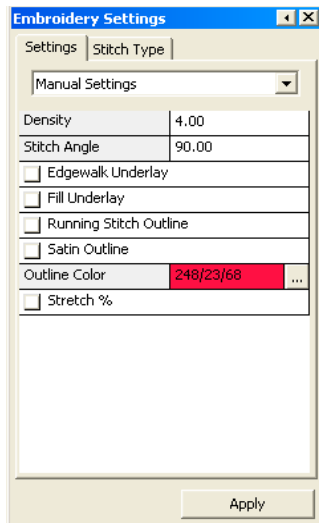 Embroidery Settings
Settings Stitch Type
Manual Settings
Density 4.00
Stitch Angle 90.00
Edgewalk Underlay
Fill Underlay
Running Stitch Outline
Satin Outline
Outline Color 248/23/68 ...
Stretch %
Apply